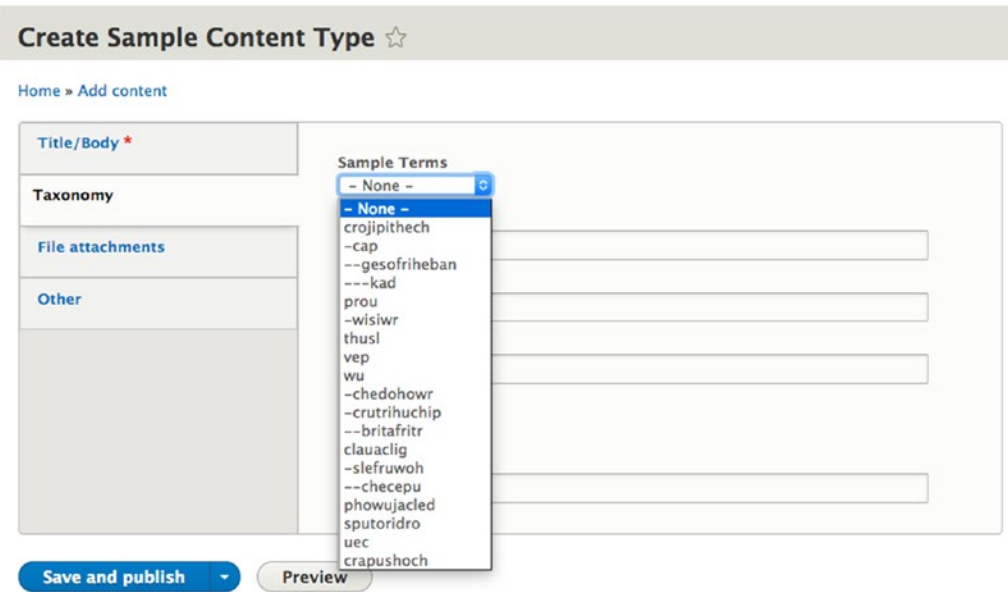 Create Sample Content Type
Home » Add content
Title/Body *
Taxonomy
File attachments
Other
Sample Terms
– None –
– None –
crojipithech
-cap
--gesofriheban
---kad
prou
-wisiwr
thusl
vep
wu
-chedohowr
-crutrihuchip
--britafritr
clauaclig
-slefruwoh
--checepu
phowujacled
sputoridro
uec
crapushoch
Save and publish
Preview